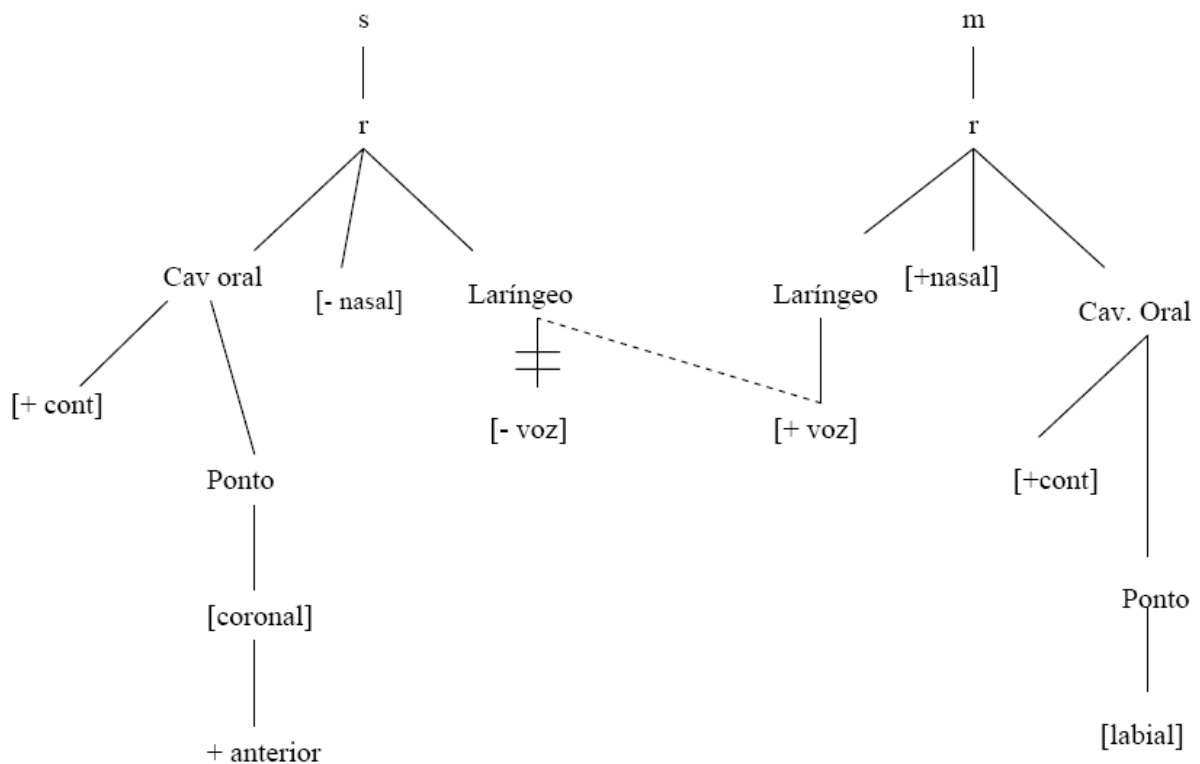 s m
r r
Cav oral [- nasal] Laríngeo Laríngeo [+nasal] Cav. Oral
[+ cont] [- voz] [+ voz] [+cont]
Ponto
[coronal] Ponto
+ anterior [labial]